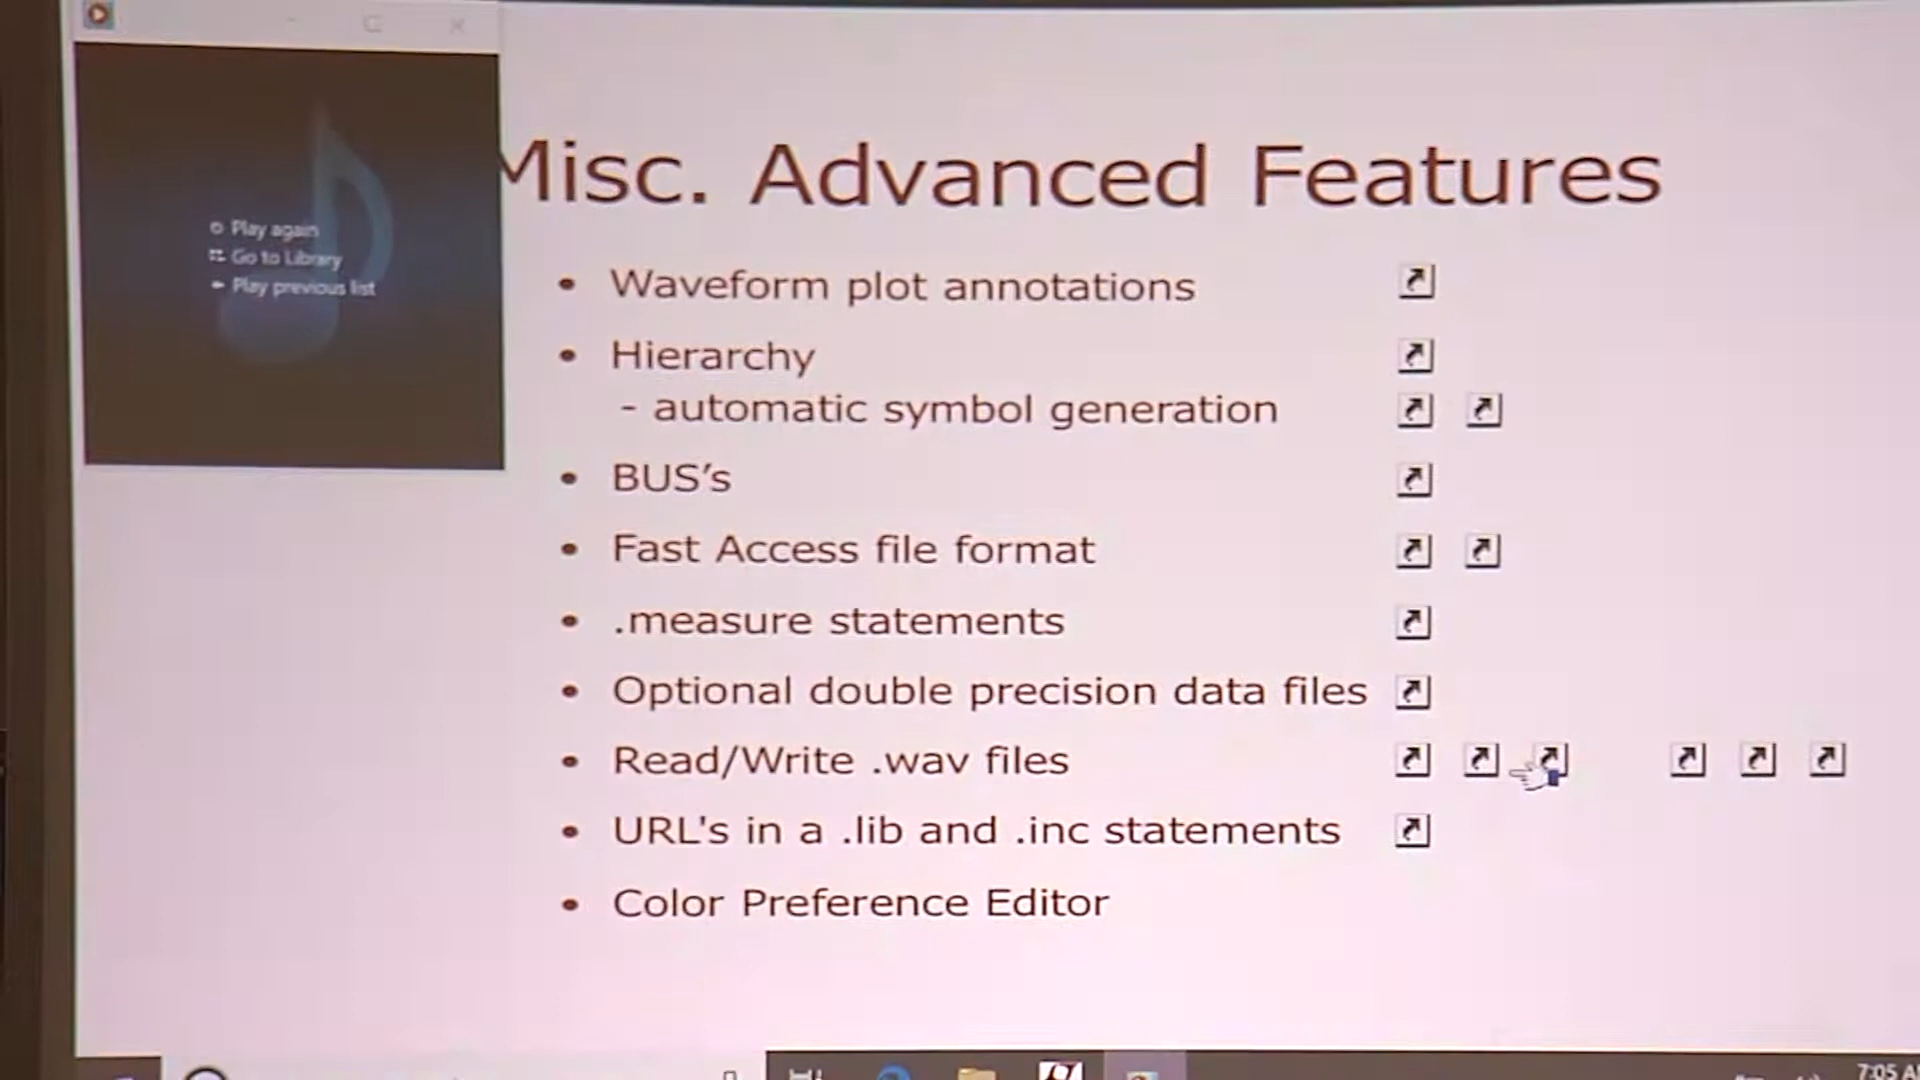 Misc. Advanced Features
Play again
Go to Library
Play previous list
• Waveform plot annotations
• Hierarchy
- automatic symbol generation
• BUS's
• Fast Access file format
• .measure statements
• Optional double precision data files
• Read/Write .wav files
• URL's in a .lib and .inc statements
• Color Preference Editor
7:05